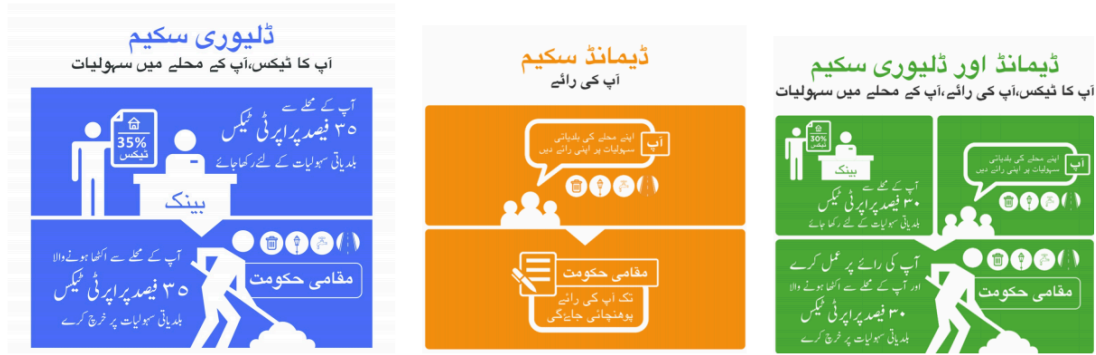 ڈلیوری سکیم
آپ کا ٹیکس،آپ کے محلے میں سہولیات
آپ کے محلے سے
۳۵ فیصد پراپرٹی ٹیکس
بلدیاتی سہولیات کے لئے رکھا جائے
35%
ٹیکس
بینک
آپ کے محلے سے اکٹھا ہونے والا
۳۵ فیصد پراپرٹی ٹیکس
بلدیاتی سہولیات پر خرچ کرے
مقامی حکومت
ڈیمانڈ سکیم
آپ کی رائے
آپ
اپنے محلے کی بلدیاتی
سہولیات پر اپنی رائے دیں
مقامی حکومت
تک آپ کی رائے
پوھنچائی جاۓگی
ڈیمانڈ اور ڈلیوری سکیم
آپ کا ٹیکس،آپ کی رائے،آپ کے محلے میں سہولیات
30%
ٹیکس
بینک
آپ کے محلے سے
۳۰ فیصد پراپرٹی ٹیکس
بلدیاتی سہولیات کے لئے رکھا جائے
آپ
اپنے محلے کی بلدیاتی
سہولیات پر اپنی رائے دیں
آپ کی رائے پر عمل کرے
اور آپ کے محلے سے اکٹھا ہونے والا
۳۰ فیصد پراپرٹی ٹیکس
بلدیاتی سہولیات پر خرچ کرے
مقامی حکومت